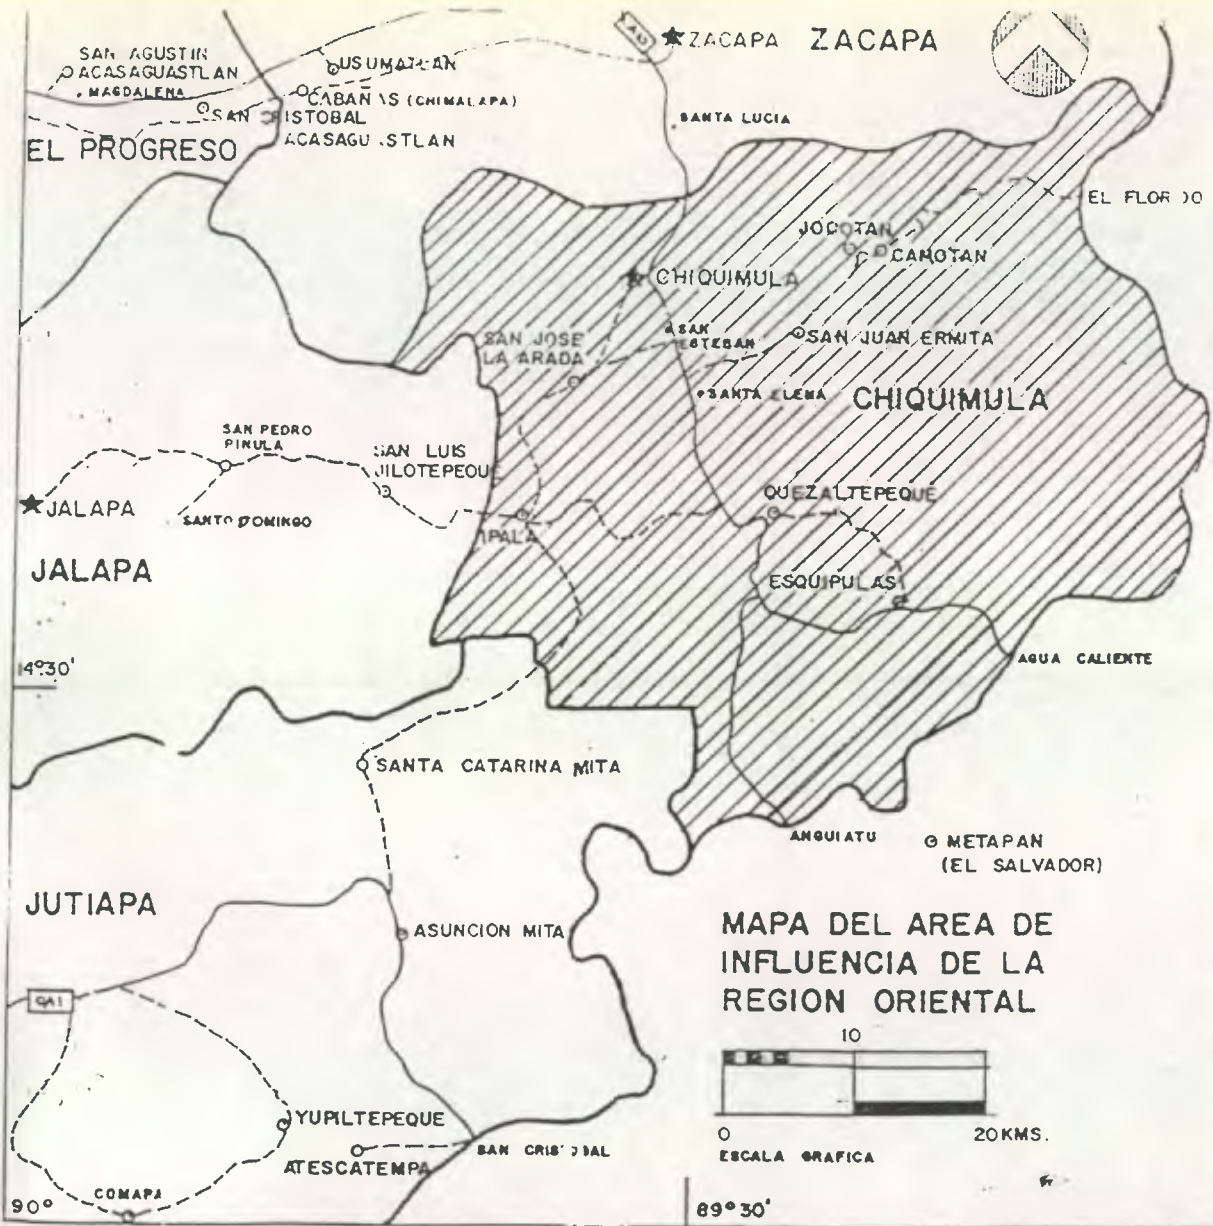 SAN AGUSTIN
ACASAGUASTLAN
MAGDALENA
USUMATLAN
CABAÑAS (CHIMALAPA)
SAN CRISTOBAL
ACASAGUASTLAN
EL PROGRESO
ZACAPA
ZACAPA
SANTA LUCIA
EL FLORIDO
JOCOTAN
CAMOTAN
CHIQUIMULA
SAN
ESTEBAN
SAN JUAN ERMITA
SAN JOSE
LA ARADA
SANTA ELENA
CHIQUIMULA
SAN PEDRO
PINULA
SAN LUIS
JILOTEPEQUE
JALAPA
SANTO DOMINGO
IPALA
QUEZALTEPEQUE
JALAPA
ESQUIPULAS
14°30'
AGUA CALIENTE
SANTA CATARINA MITA
ANGUIATU
METAPAN
(EL SALVADOR)
JUTIAPA
ASUNCION MITA
MAPA DEL AREA DE
INFLUENCIA DE LA
REGION ORIENTAL
CA1
10
0
20 KMS.
ESCALA GRAFICA
YUPILTEPEQUE
ATESCATEMPA
SAN CRISTOBAL
COMAPA
90°
89°30'